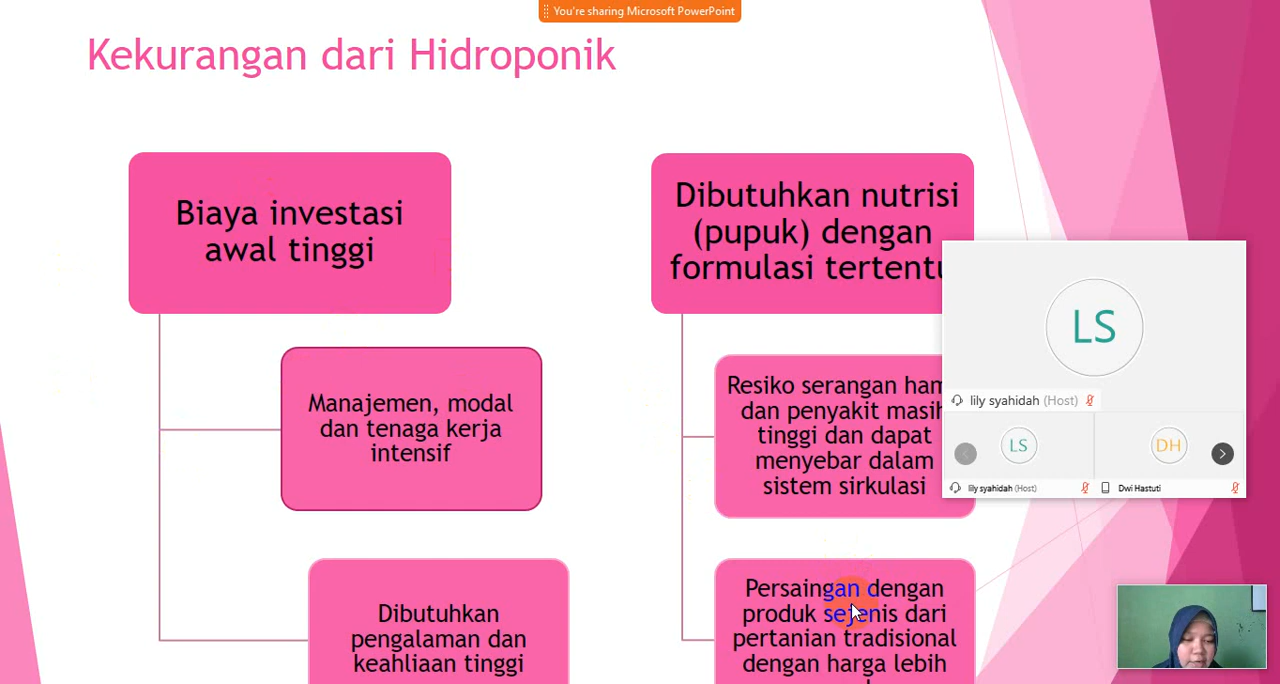 You're sharing Microsoft PowerPoint
Kekurangan dari Hidroponik
Biaya investasi
awal tinggi
Manajemen, modal
dan tenaga kerja
intensif
Dibutuhkan
pengalaman dan
keahliaan tinggi
Dibutuhkan nutrisi
(pupuk) dengan
formulasi
Resiko serangan
dan penyakit masih
tinggi dan dapat
menyebar dalam
sistem sirkulasi
Persaingan dengan
produk sejenis dari
pertanian tradisional
dengan harga lebih
LS
lily syahidah (Host)
LS
DH
lily syahidah (Host)
Dwi Hastuti